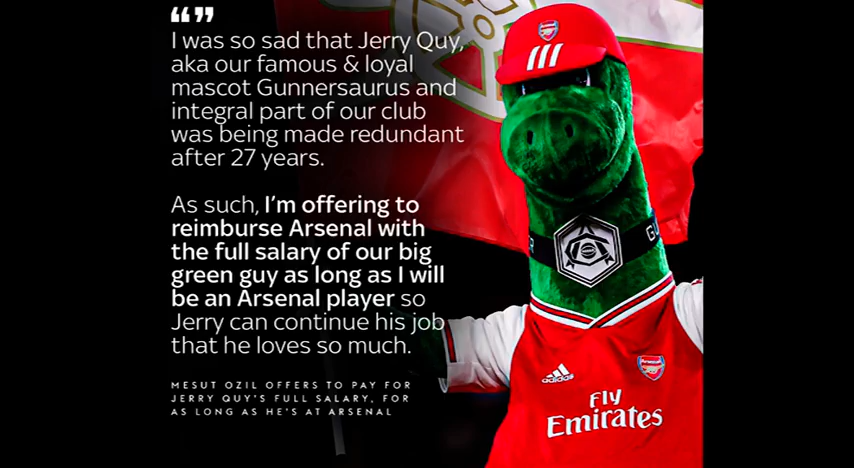 I was so sad that Jerry Quy,
aka our famous & loyal
mascot Gunnersaurus and
integral part of our club
was being made redundant
after 27 years.
As such, I'm offering to
reimburse Arsenal with
the full salary of our big
green guy as long as I will
be an Arsenal player so
Jerry can continue his job
that he loves so much.
MESUT OZIL OFFERS TO PAY FOR
JERRY QUY'S FULL SALARY, FOR
AS LONG AS HE'S AT ARSENAL
adidas
Arsenal
Fly
Emirates